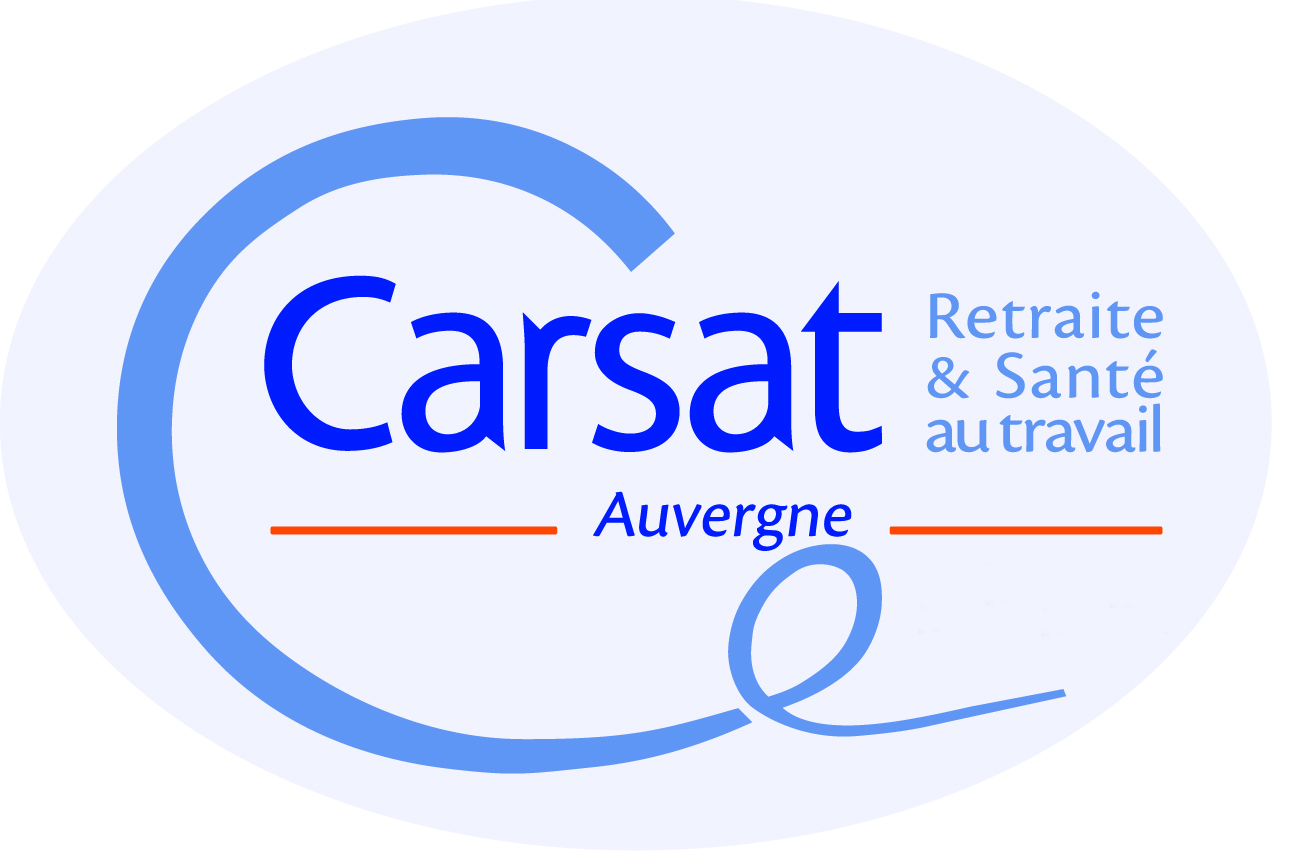 Carsat
Retraite
& Santé
au travail
Auvergne